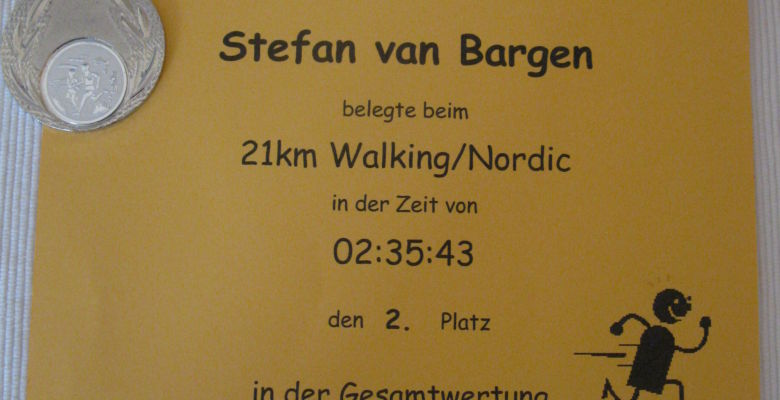 Stefan van Bargen
belegte beim
21km Walking/Nordic
in der Zeit von
02:35:43
den 2. Platz
in der Gesamtwertung